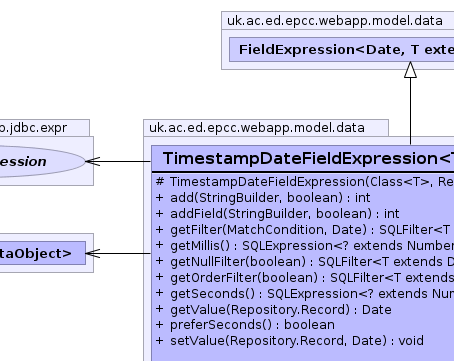 uk.ac.ed.epcc.webapp.model.data
FieldExpression<Date, T exte
b.jdbc.expr
ession
taObject>
uk.ac.ed.epcc.webapp.model.data
TimestampDateFieldExpression<T
# TimestampDateFieldExpression(Class<T>, Re
+ add(StringBuilder, boolean) : int
+ addField(StringBuilder, boolean) : int
+ getFilter(MatchCondition, Date) : SQLFilter<T
+ getMillis() : SQLExpression<? extends Number
+ getNullFilter(boolean) : SQLFilter<T extends D
+ getOrderFilter(boolean) : SQLFilter<T extends
+ getSeconds() : SQLExpression<? extends Num
+ getValue(Repository.Record) : Date
+ preferSeconds() : boolean
+ setValue(Repository.Record, Date) : void